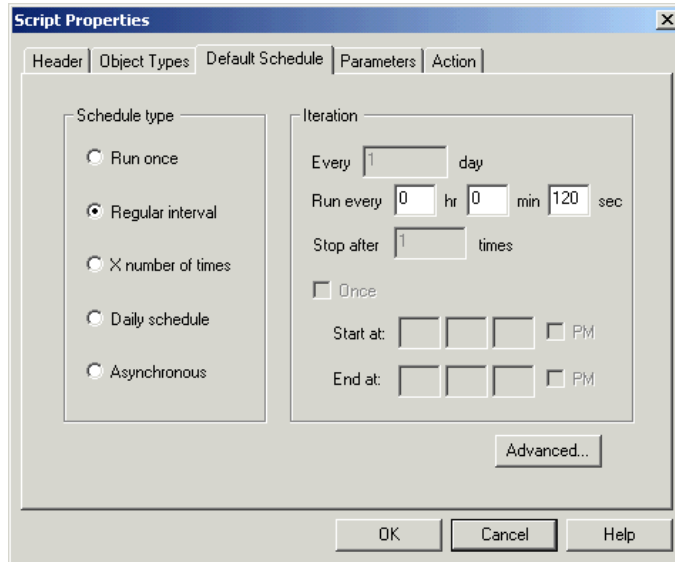 Script Properties
Header Object Types Default Schedule Parameters Action
Schedule type
Run once
Regular interval
X number of times
Daily schedule
Asynchronous
Iteration
Every 1 day
Run every 0 hr 0 min 120 sec
Stop after 1 times
Once
Start at: PM
End at: PM
Advanced...
OK Cancel Help